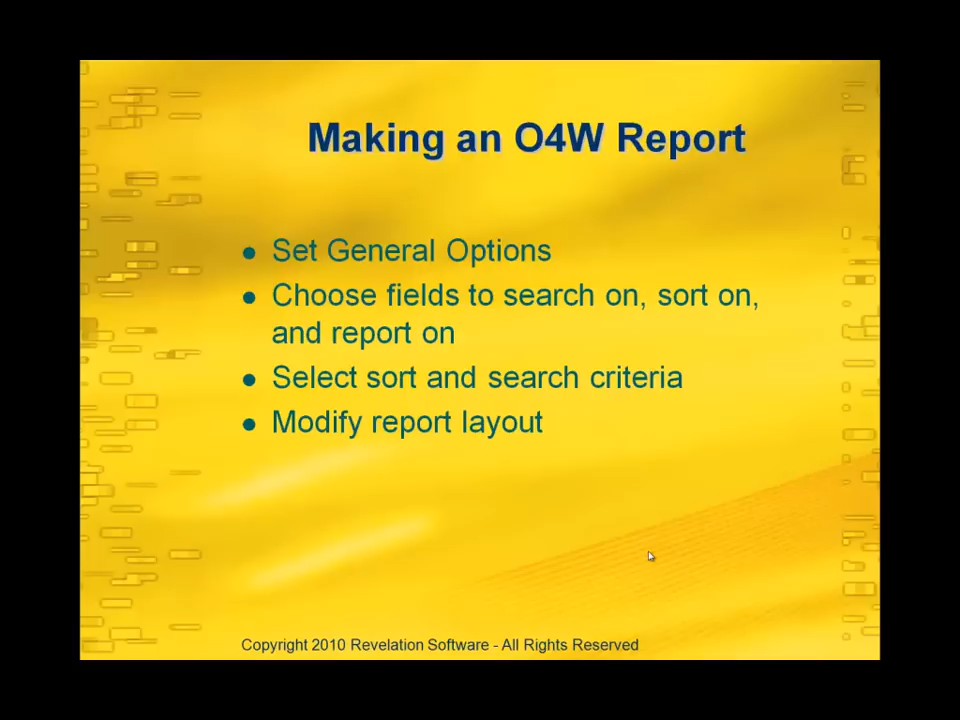 Making an O4W Report
● Set General Options
● Choose fields to search on, sort on,
and report on
● Select sort and search criteria
● Modify report layout
Copyright 2010 Revelation Software - All Rights Reserved